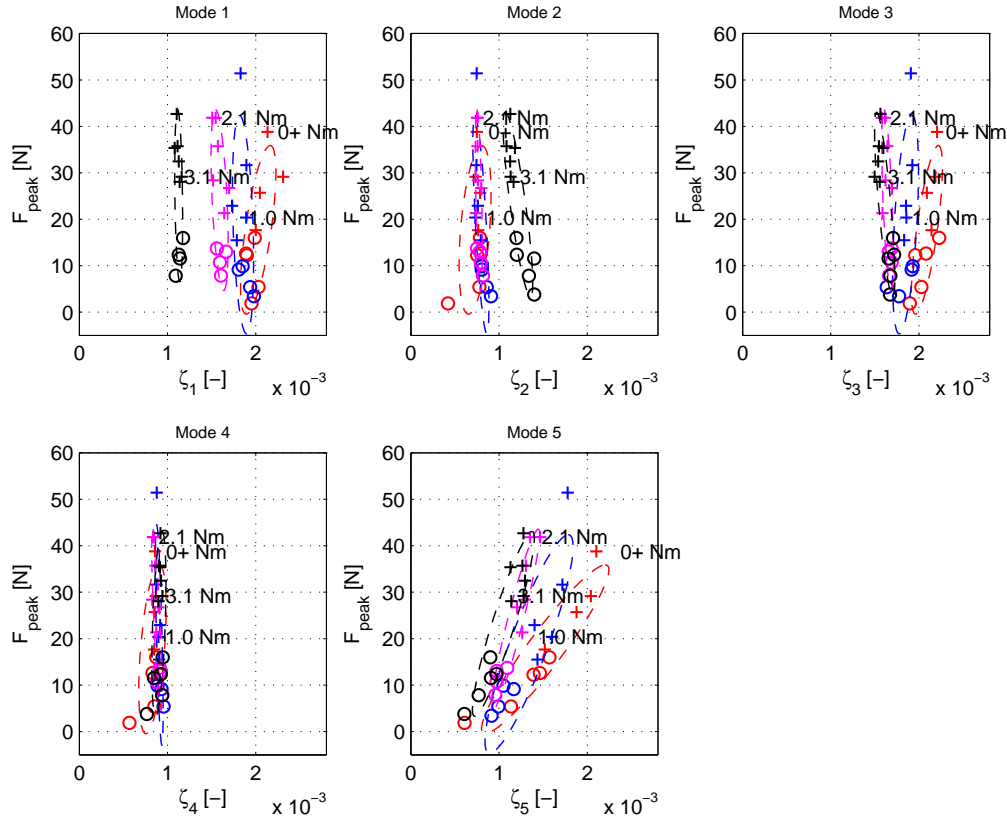 Mode 1
Mode 2
Mode 3
60
50
40
30
20
10
0
F_peak [N]
2.1 Nm
0+ Nm
3.1 Nm
1.0 Nm
0 1 2
x 10^-3
ζ_1 [−]
60
50
40
30
20
10
0
F_peak [N]
2.1 Nm
0+ Nm
3.1 Nm
1.0 Nm
0 1 2
x 10^-3
ζ_2 [−]
60
50
40
30
20
10
0
F_peak [N]
2.1 Nm
0+ Nm
3.1 Nm
1.0 Nm
0 1 2
x 10^-3
ζ_3 [−]
Mode 4
Mode 5
60
50
40
30
20
10
0
F_peak [N]
2.1 Nm
0+ Nm
3.1 Nm
1.0 Nm
0 1 2
x 10^-3
ζ_4 [−]
60
50
40
30
20
10
0
F_peak [N]
2.1 Nm
0+ Nm
3.1 Nm
1.0 Nm
0 1 2
x 10^-3
ζ_5 [−]